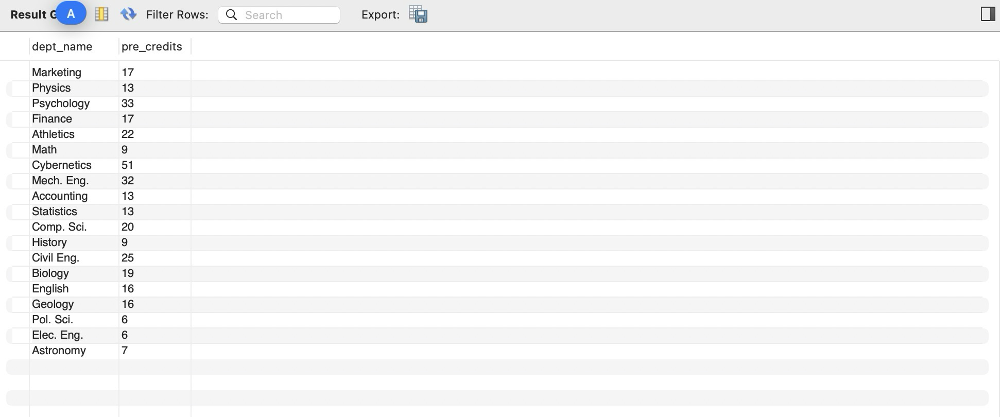 Result G A Filter Rows: Search Export:
dept_name pre_credits
Marketing 17
Physics 13
Psychology 33
Finance 17
Athletics 22
Math 9
Cybernetics 51
Mech. Eng. 32
Accounting 13
Statistics 13
Comp. Sci. 20
History 9
Civil Eng. 25
Biology 19
English 16
Geology 16
Pol. Sci. 6
Elec. Eng. 6
Astronomy 7